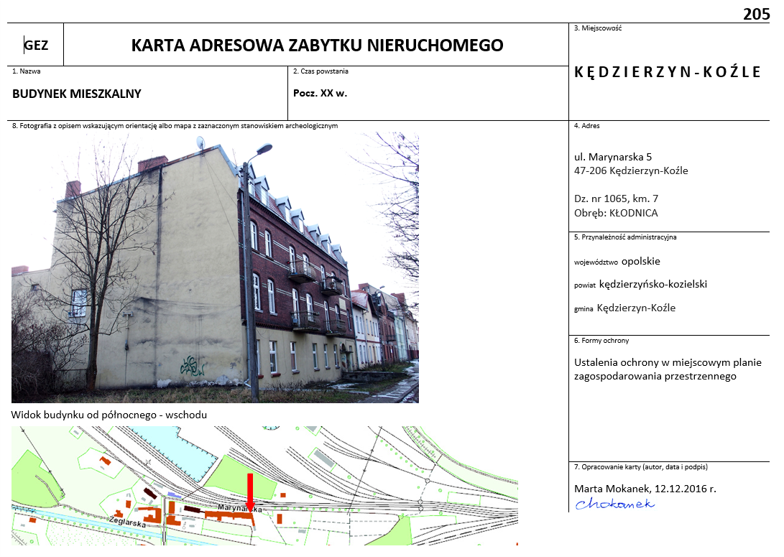 205
GEZ
KARTA ADRESOWA ZABYTKU NIERUCHOMEGO
3. Miejscowość
KĘDZIERZYN-KOŹLE
1. Nazwa
BUDYNEK MIESZKALNY
2. Czas powstania
Pocz. XX w.
8. Fotografia z opisem wskazującym orientację albo mapa z zaznaczonym stanowiskiem archeologicznym
Widok budynku od północnego - wschodu
Marynarska
Żeglarska
4. Adres
ul. Marynarska 5
47-206 Kędzierzyn-Koźle
Dz. nr 1065, km. 7
Obręb: KŁODNICA
5. Przynależność administracyjna
województwo opolskie
powiat kędzierzyńsko-kozielski
gmina Kędzierzyn-Koźle
6. Formy ochrony
Ustalenia ochrony w miejscowym planie
zagospodarowania przestrzennego
7. Opracowanie karty (autor, data i podpis)
Marta Mokanek, 12.12.2016 r.